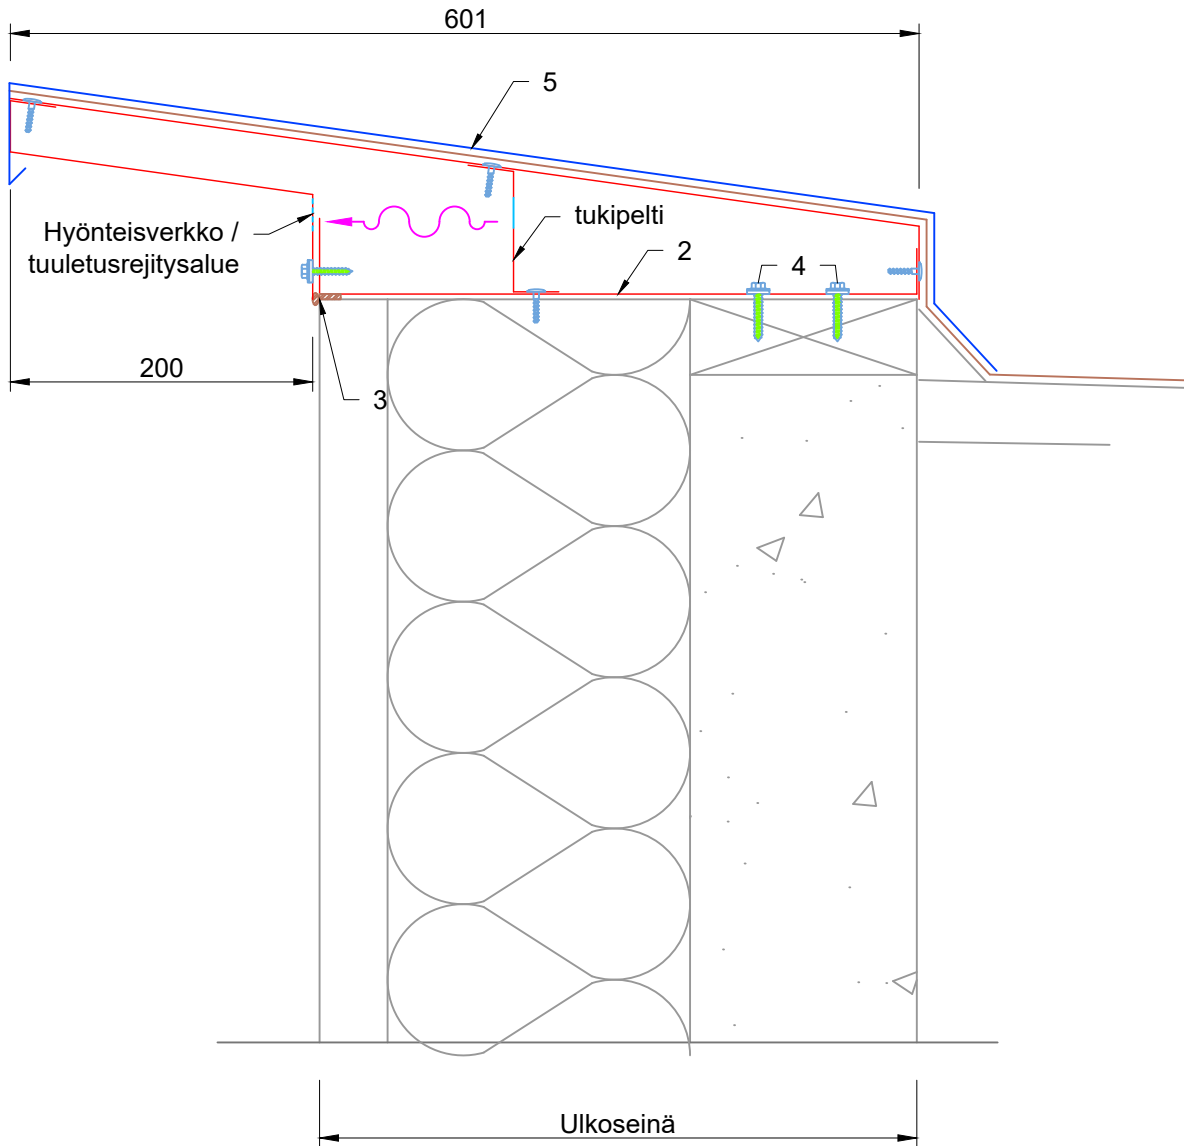 601
5
Hyönteisverkko /
tuuletusrejitysalue
tukipelti
2
4
200
3
Ulkoseinä